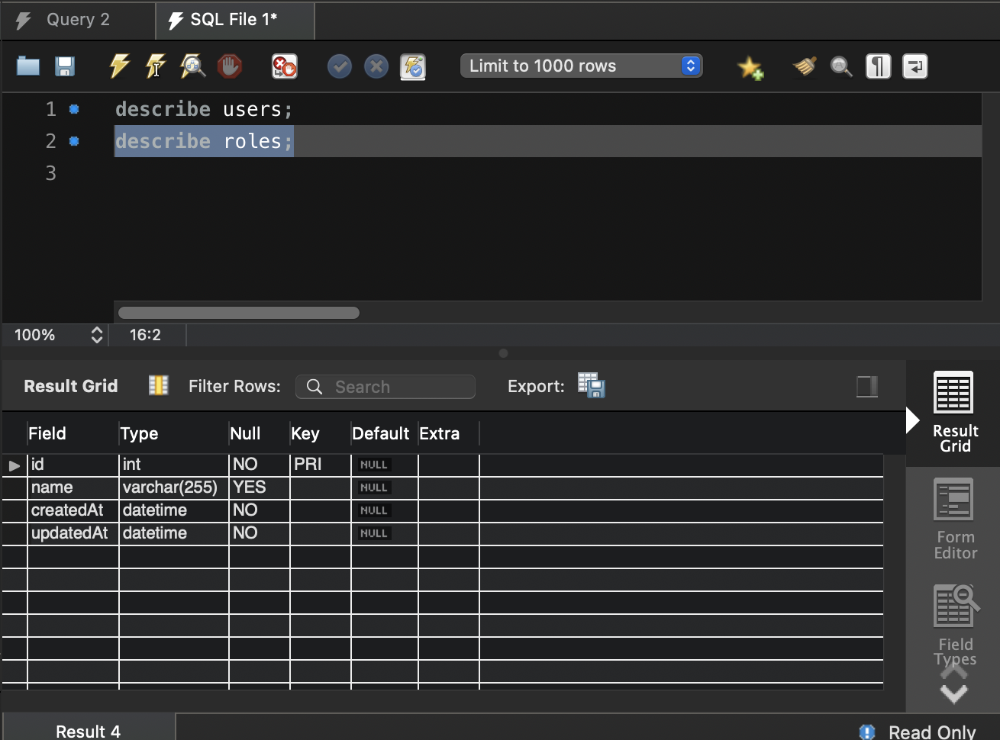 Query 2 SQL File 1*
Limit to 1000 rows
1 describe users;
2 describe roles;
3
100% 16:2
Result Grid Filter Rows: Search Export:
Field Type Null Key Default Extra
id int NO PRI NULL
name varchar(255) YES NULL
createdAt datetime NO NULL
updatedAt datetime NO NULL
Result
Grid
Form
Editor
Field
Types
Result 4 Read Only